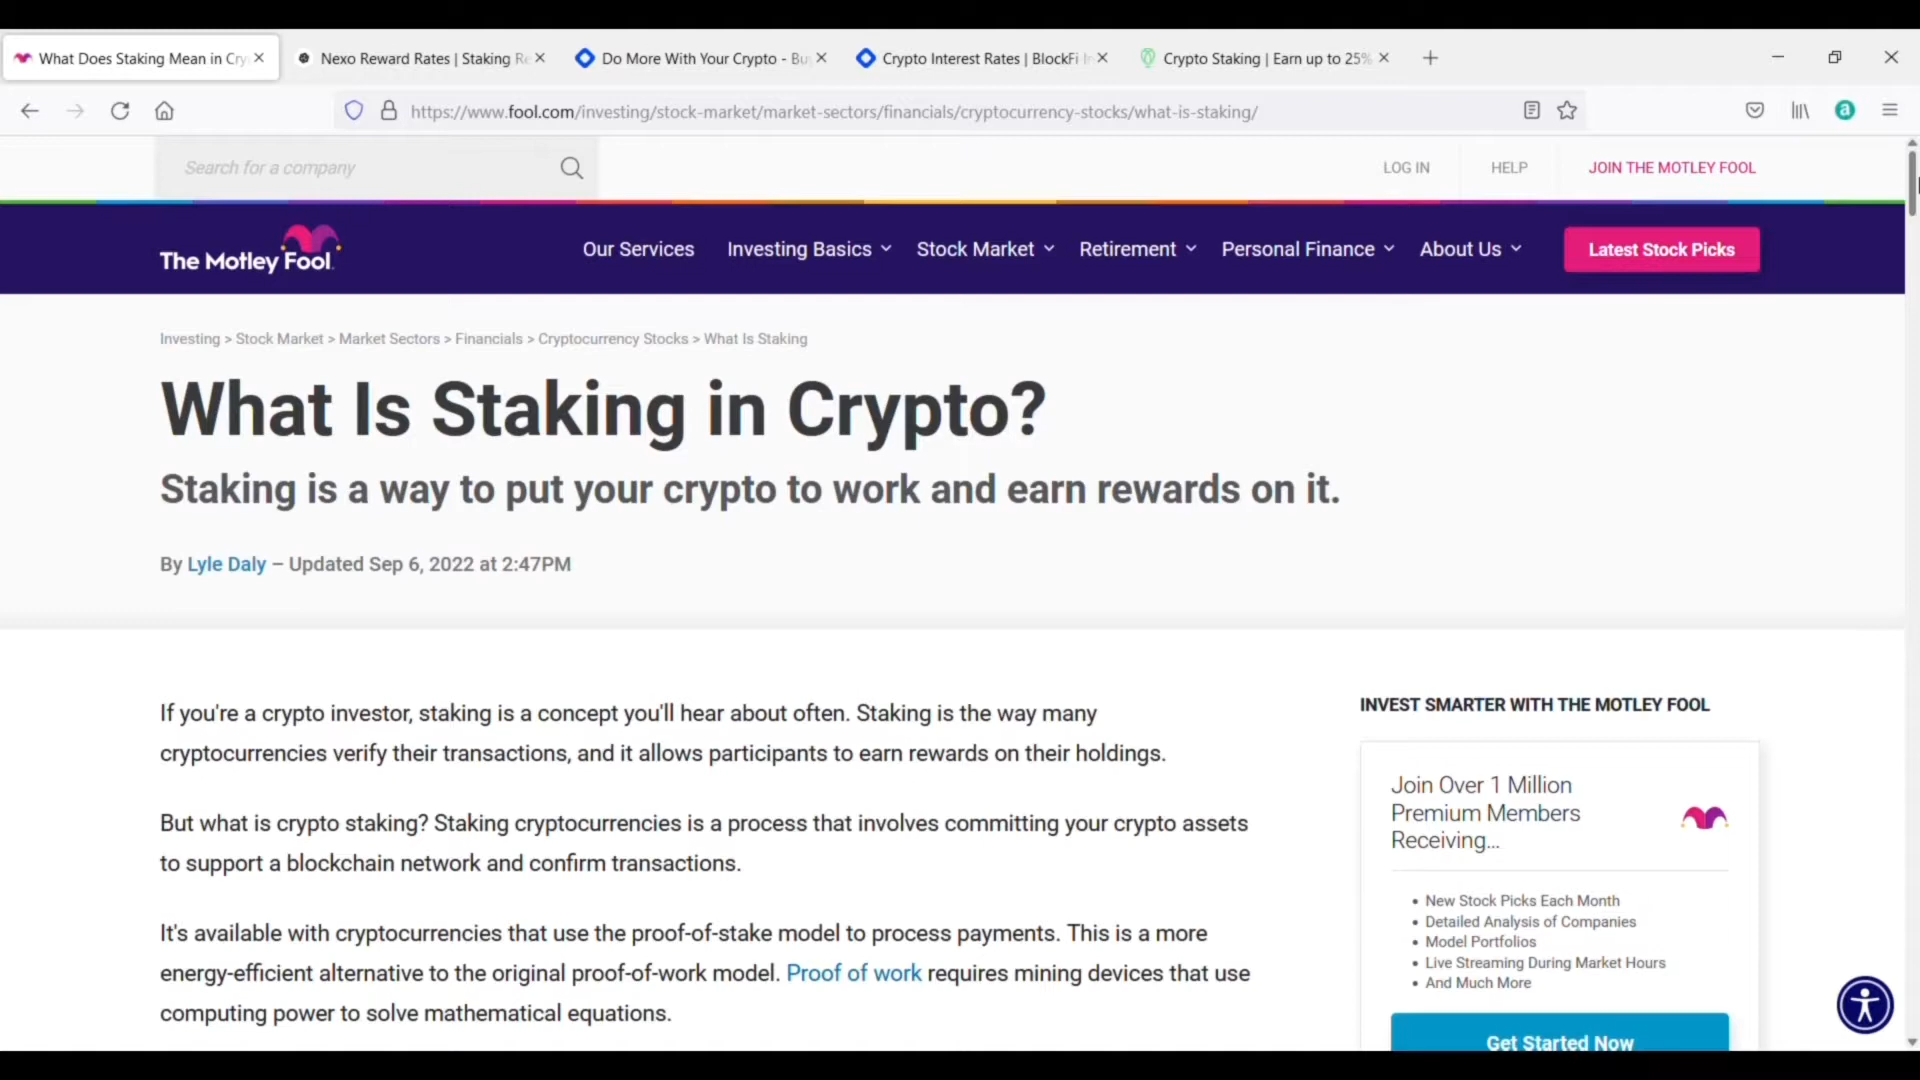 What Does Staking Mean in Cry
Nexo Reward Rates | Staking Re
Do More With Your Crypto - Bu
Crypto Interest Rates | BlockFi In
Crypto Staking | Earn up to 25%
https://www.fool.com/investing/stock-market/market-sectors/financials/cryptocurrency-stocks/what-is-staking/
a
Search for a company
LOG IN
HELP
JOIN THE MOTLEY FOOL
The Motley Fool.
Our Services
Investing Basics
Stock Market
Retirement
Personal Finance
About Us
Latest Stock Picks
Investing > Stock Market > Market Sectors > Financials > Cryptocurrency Stocks > What Is Staking
What Is Staking in Crypto?
Staking is a way to put your crypto to work and earn rewards on it.
By Lyle Daly – Updated Sep 6, 2022 at 2:47PM
If you're a crypto investor, staking is a concept you'll hear about often. Staking is the way many
cryptocurrencies verify their transactions, and it allows participants to earn rewards on their holdings.
But what is crypto staking? Staking cryptocurrencies is a process that involves committing your crypto assets
to support a blockchain network and confirm transactions.
It's available with cryptocurrencies that use the proof-of-stake model to process payments. This is a more
energy-efficient alternative to the original proof-of-work model. Proof of work requires mining devices that use
computing power to solve mathematical equations.
INVEST SMARTER WITH THE MOTLEY FOOL
Join Over 1 Million
Premium Members
Receiving...
• New Stock Picks Each Month
• Detailed Analysis of Companies
• Model Portfolios
• Live Streaming During Market Hours
• And Much More
Get Started Now